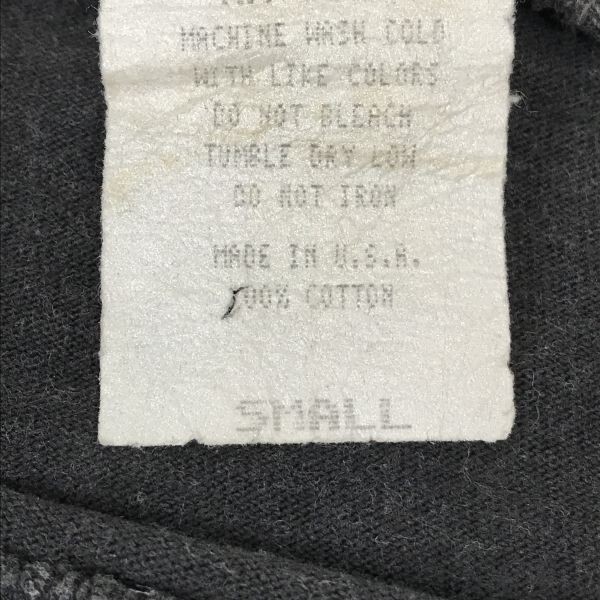 MACHINE WASH COLD
WITH LIKE COLORS
DO NOT BLEACH
TUMBLE DRY LOW
DO NOT IRON
MADE IN U.S.A.
100% COTTON
SMALL